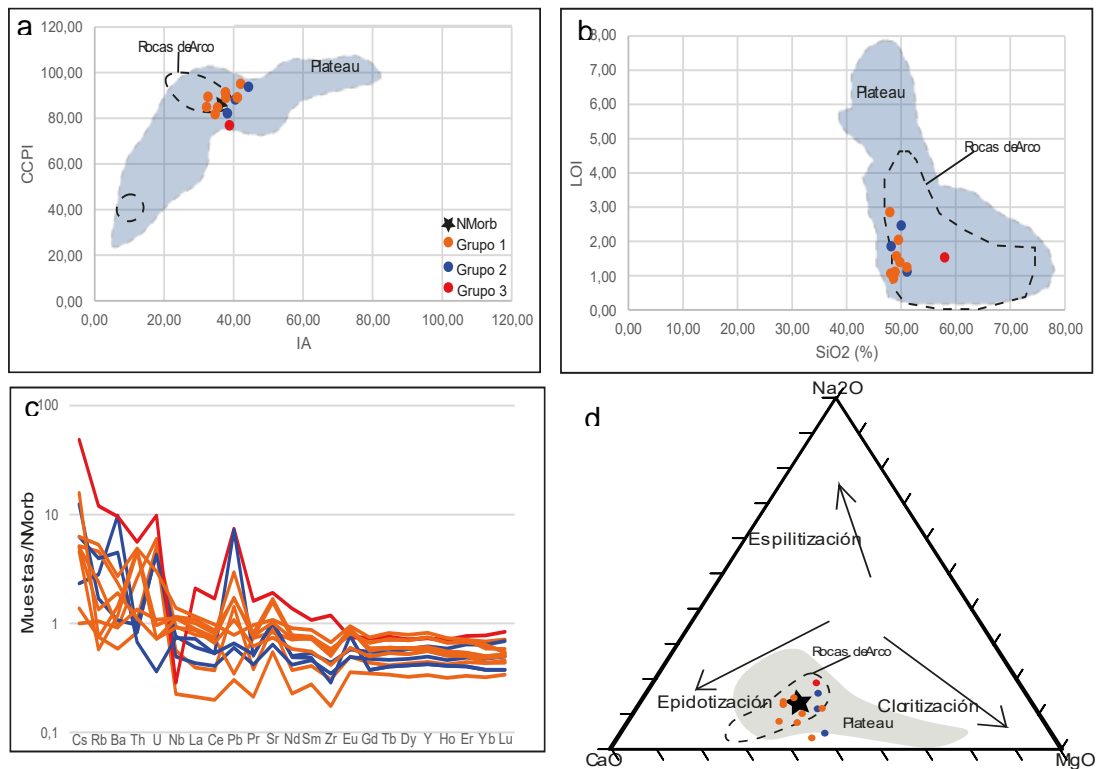 a
120,00
100,00
80,00
60,00
40,00
20,00
0,00
CCPI
Rocas deArco
Plateau
NMorb
Grupo 1
Grupo 2
Grupo 3
0,00 20,00 40,00 60,00 80,00 100,00 120,00
IA
b
8,00
7,00
6,00
5,00
4,00
3,00
2,00
1,00
0,00
LOI
Plateau
Rocas deArco
0,00 10,00 20,00 30,00 40,00 50,00 60,00 70,00 80,00
SiO2 (%)
c
100
10
1
0,1
Muestas/NMorb
Cs Rb Ba Th U Nb La Ce Pb Pr Sr Nd Sm Zr Eu Gd Tb Dy Y Ho Er Yb Lu
d
Na2O
Espilitización
Rocas deArco
Epidotización
Cloritización
Plateau
CaO
MgO